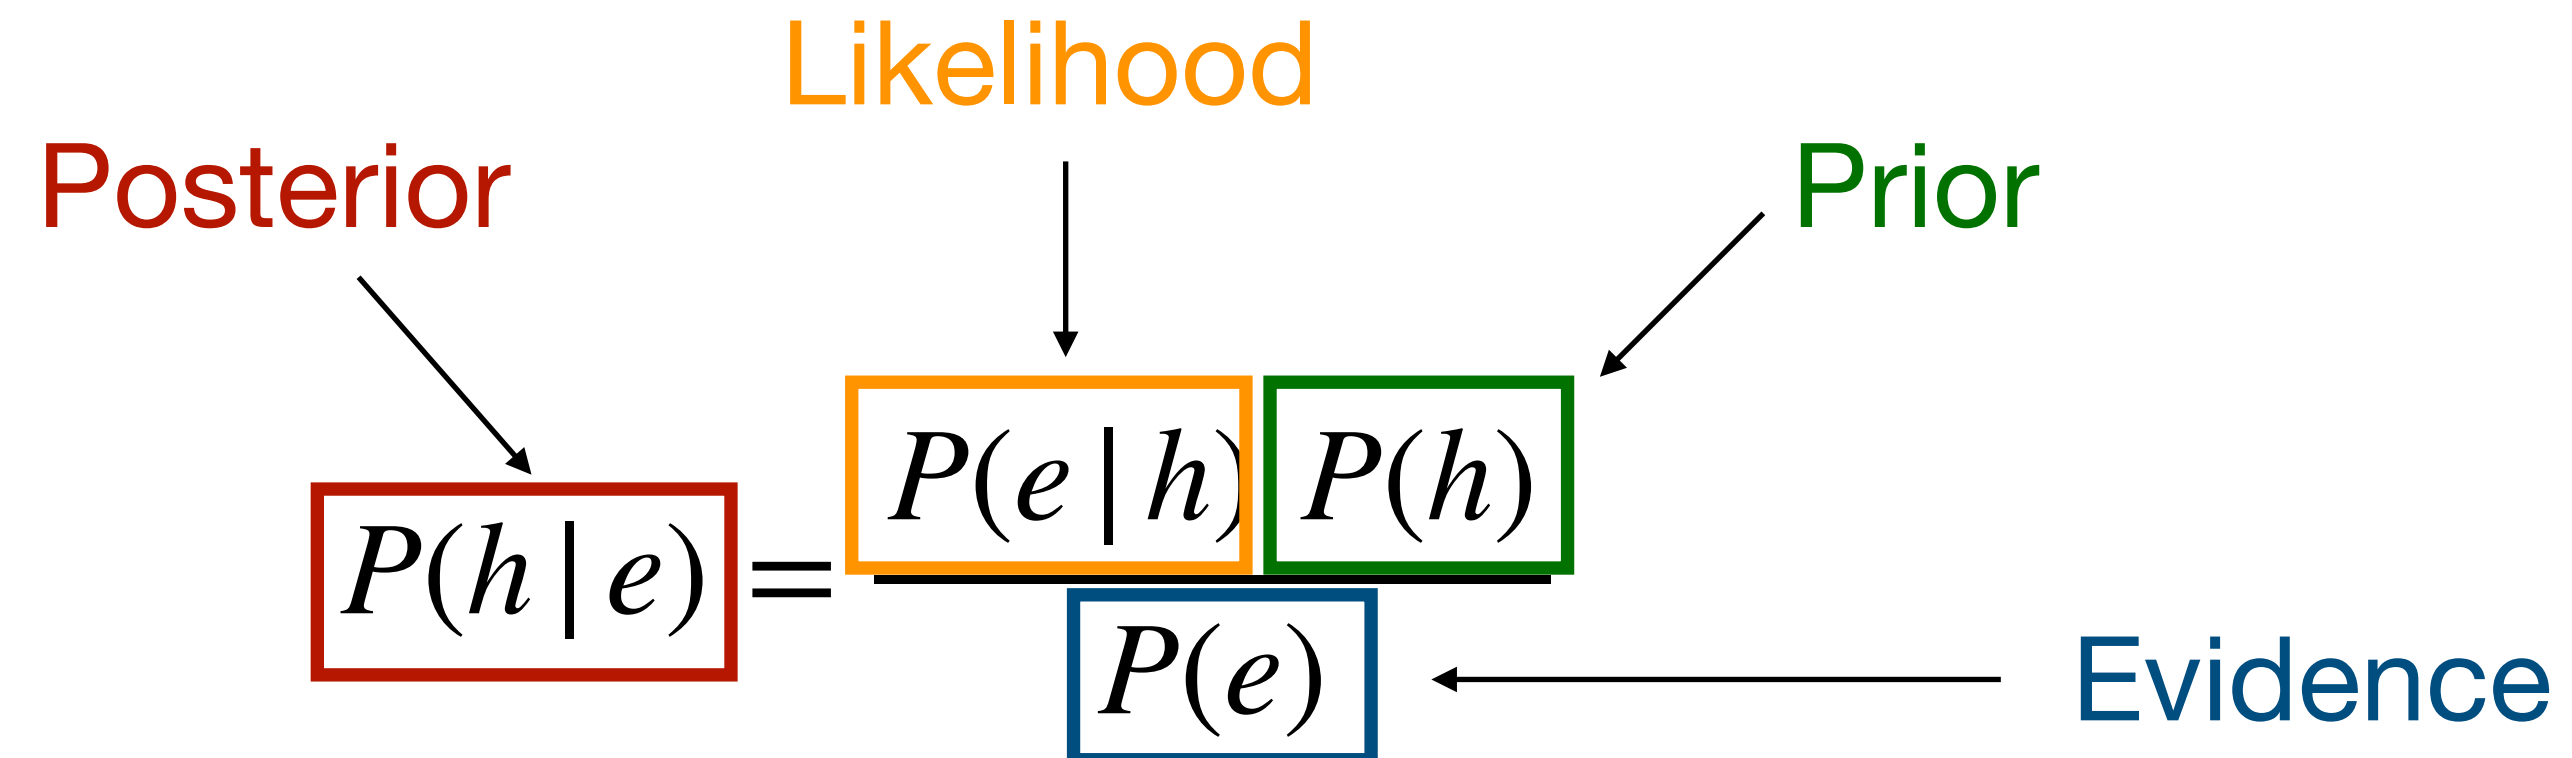 Likelihood
Posterior
Prior
P(e | h) P(h)
P(h | e) =
P(e)
Evidence